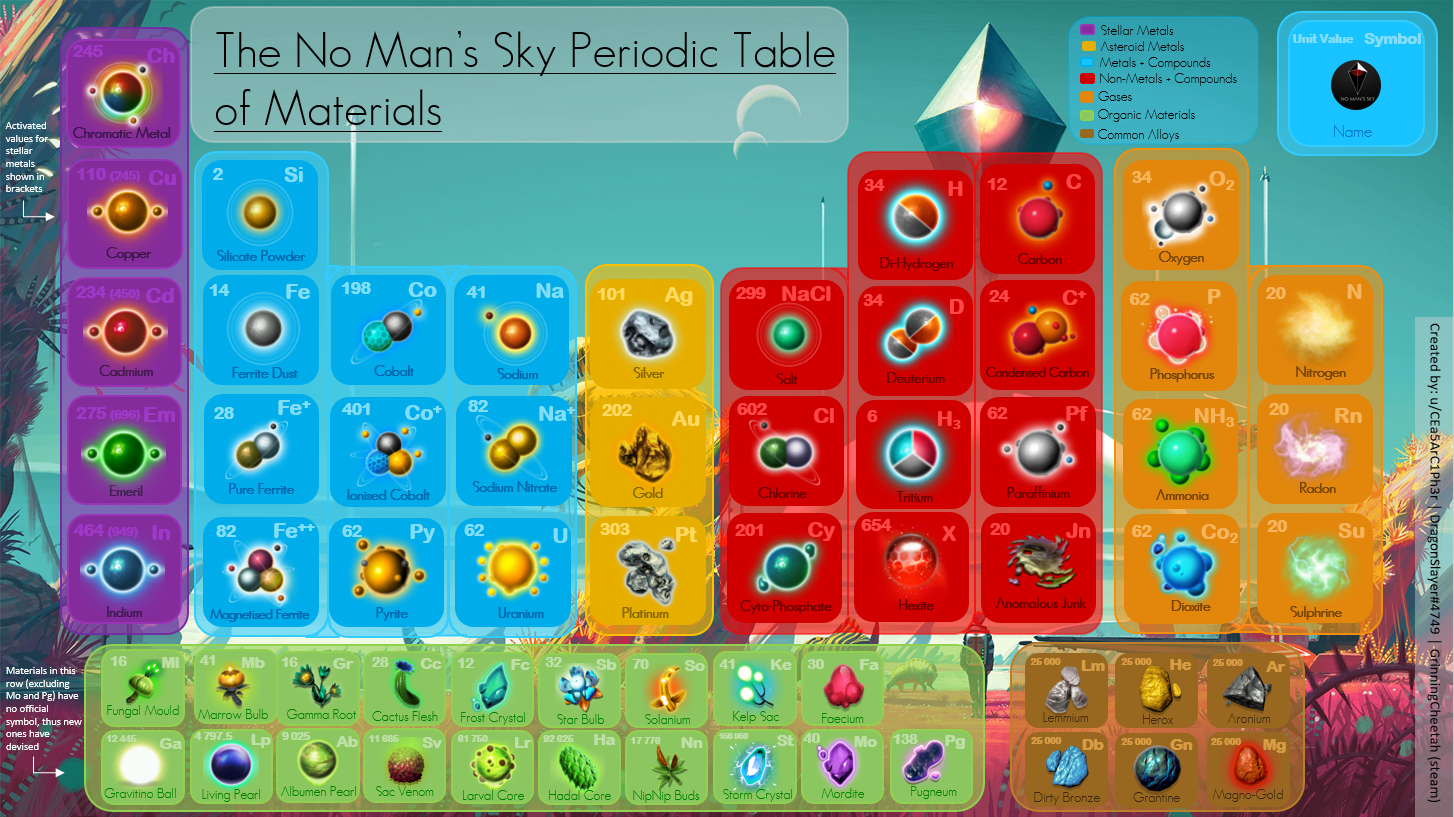 The No Man's Sky Periodic Table
of Materials
Stellar Metals
Asteroid Metals
Metals + Compounds
Non-Metals + Compounds
Gases
Organic Materials
Common Alloys
Unit Value Symbol
NO MAN'S SKY
Name
Activated
values for
stellar
metals
shown in
brackets
245 Ch
Chromatic Metal
110 (245) Cu
Copper
234 (450) Cd
Cadmium
275 (696) Em
Emeril
464 (949) In
Indium
2 Si
Silicate Powder
14 Fe
Ferrite Dust
28 Fe+
Pure Ferrite
82 Fe++
Magnetised Ferrite
198 Co
Cobalt
401 Co+
Ionised Cobalt
62 Py
Pyrite
41 Na
Sodium
82 Na+
Sodium Nitrate
62 U
Uranium
101 Ag
Silver
202 Au
Gold
303 Pt
Platinum
299 NaCl
Salt
602 Cl
Chlorine
201 Cy
Cyto-Phosphate
34 H
Di-Hydrogen
34 D
Deuterium
6 H3
Tritium
654 X
Hexite
12 C
Carbon
24 C+
Condensed Carbon
62 Pf
Paraffinium
20 Jn
Anomalous Junk
34 O2
Oxygen
62 P
Phosphorus
62 NH3
Ammonia
62 Co2
Dioxite
20 N
Nitrogen
20 Rn
Radon
20 Su
Sulphrine
Materials in this
row (excluding
Mo and Pg) have
no official
symbol, thus new
ones have
devised
16 Ml
Fungal Mould
41 Mb
Marrow Bulb
16 Gr
Gamma Root
28 Cc
Cactus Flesh
12 Fc
Frost Crystal
32 Sb
Star Bulb
70 So
Solanium
41 Ke
Kelp Sac
30 Fa
Faecium
12 445 Ga
Gravitino Ball
4 797.5 Lp
Living Pearl
9 025 Ab
Albumen Pearl
Sv
Sac Venom
Lr
Larval Core
Ha
Hadal Core
Nn
NipNip Buds
St
Storm Crystal
40 Mo
Mordite
138 Pg
Pugneum
25 000 Lm
Lemmium
25 000 He
Herox
25 000 Ar
Aronium
25 000 Db
Dirty Bronze
25 000 Gn
Grantine
25 000 Mg
Magno-Gold
Created by: u/CEa5ArC1Ph3r | DragonSlayer#4749 | GrinningCheetah (steam)